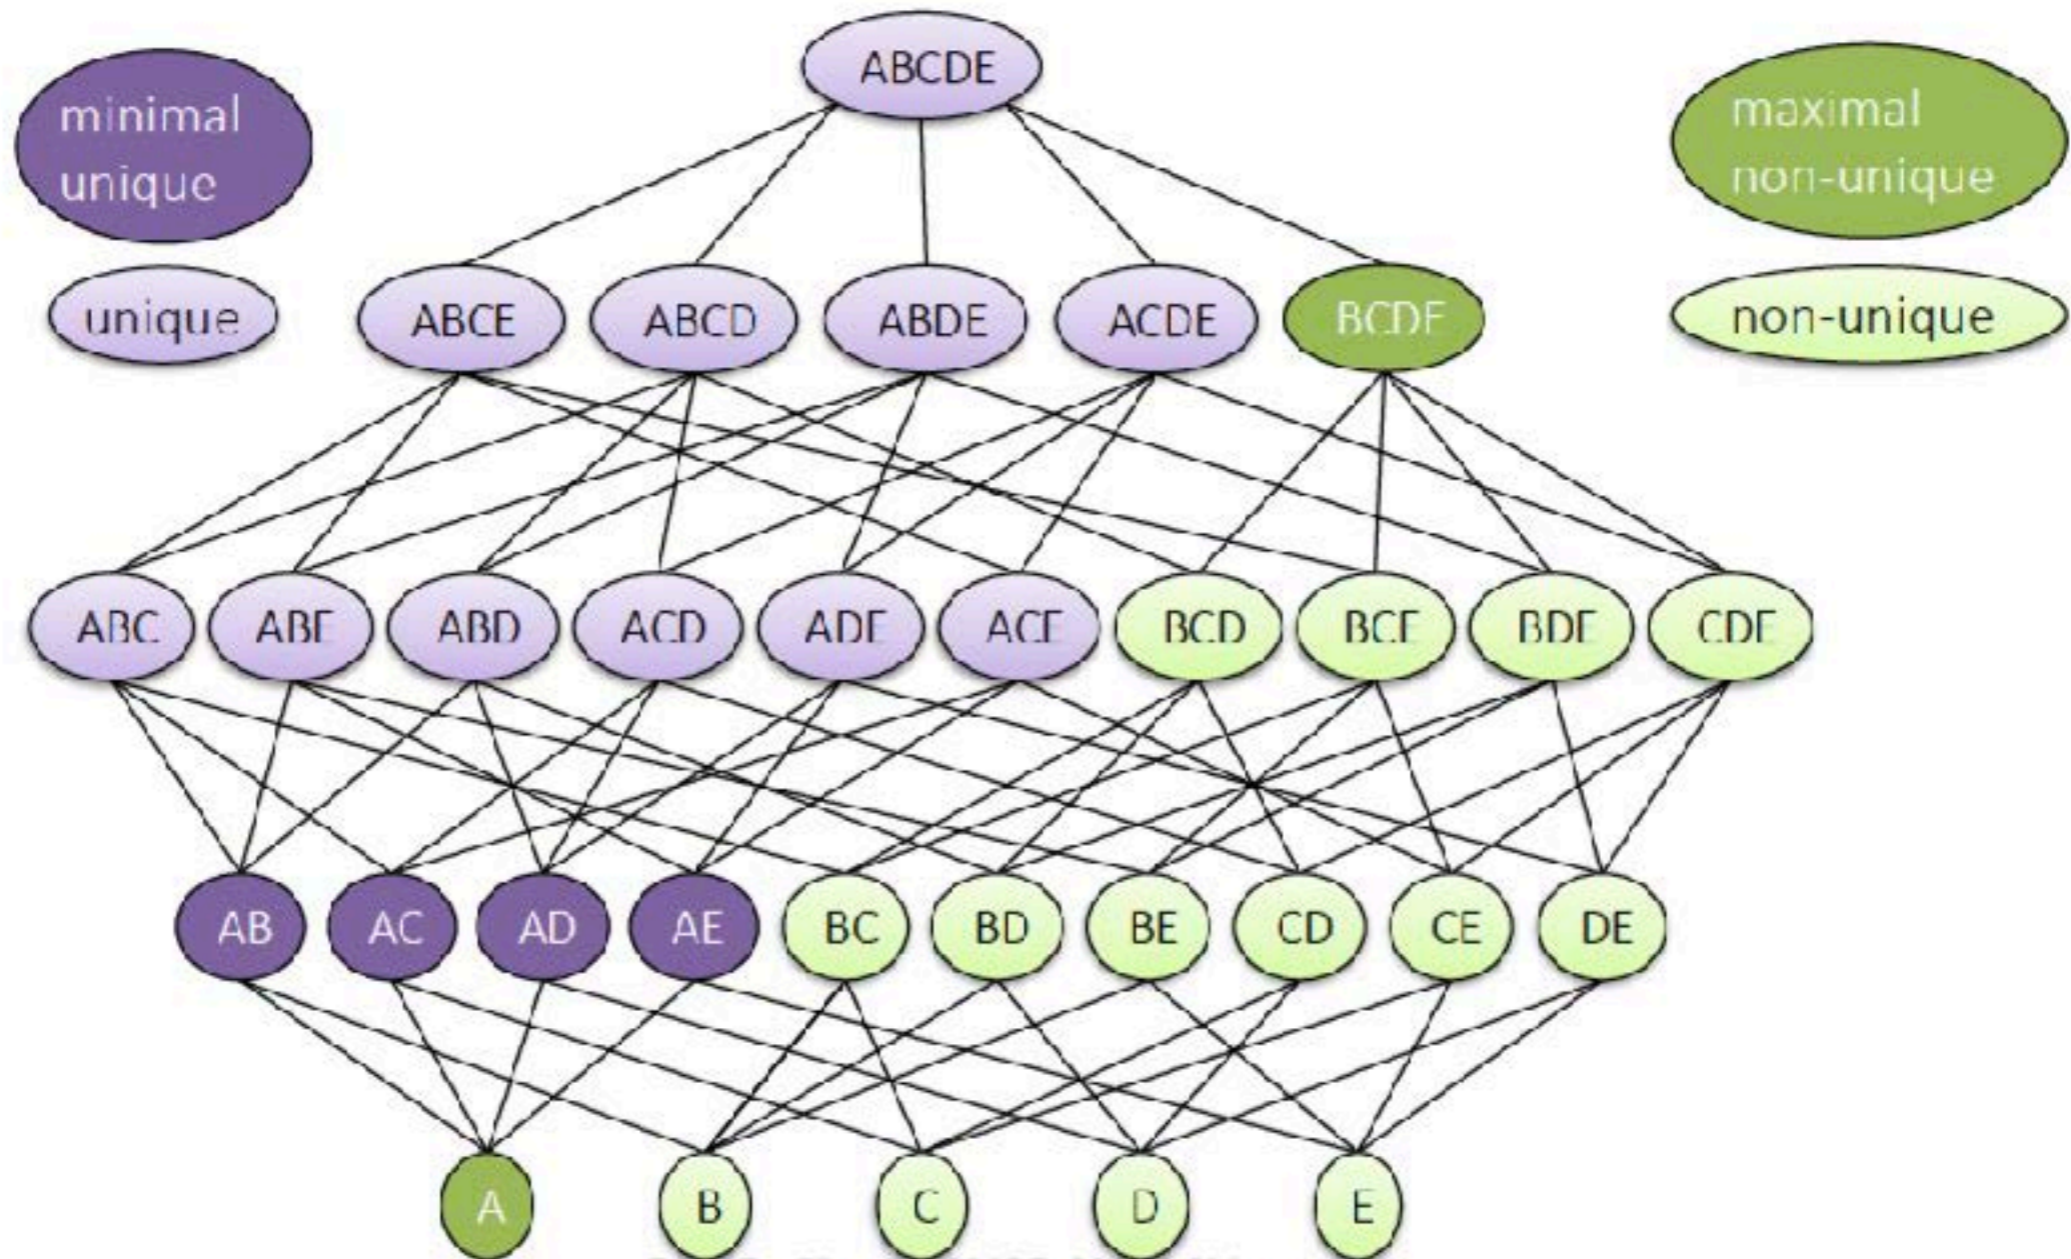 ABCDE
minimal
unique
maximal
non-unique
unique
ABCE
ABCD
ABDE
ACDE
BCDE
non-unique
ABC
ABE
ABD
ACD
ADE
ACE
BCD
BCE
BDE
CDE
AB
AC
AD
AE
BC
BD
BE
CD
CE
DE
A
B
C
D
E